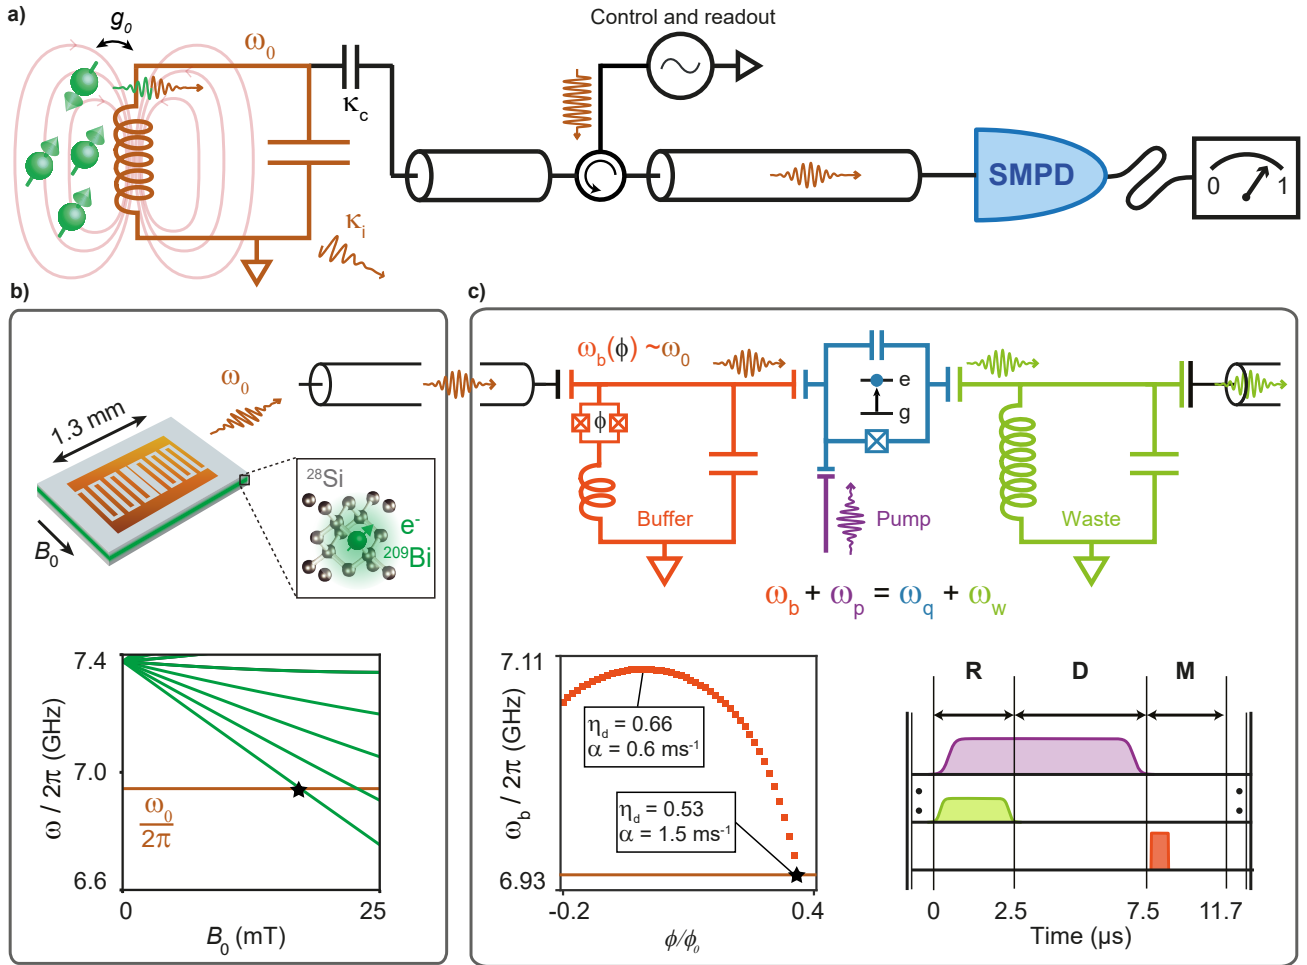 a)
g₀
ω₀
Control and readout
κc
κi
SMPD
0 1
b)
ω₀
1.3 mm
B₀
²⁸Si
e⁻
²⁰⁹Bi
7.4
7.0
6.6
ω / 2π (GHz)
ω₀
2π
0 25
B₀ (mT)
c)
ωb(ϕ) ~ω₀
ϕ
e
g
Buffer
Pump
Waste
ωb + ωp = ωq + ωw
7.11
6.93
ωb / 2π (GHz)
ηd = 0.66
α = 0.6 ms⁻¹
ηd = 0.53
α = 1.5 ms⁻¹
-0.2 0.4
ϕ/ϕ₀
R D M
0 2.5 7.5 11.7
Time (µs)